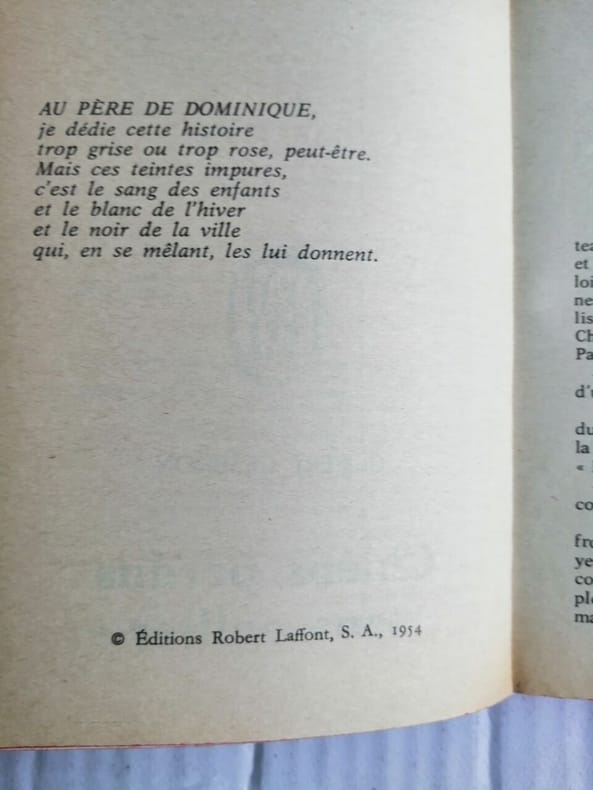 AU PÈRE DE DOMINIQUE,
je dédie cette histoire
trop grise ou trop rose, peut-être.
Mais ces teintes impures,
c'est le sang des enfants
et le blanc de l'hiver
et le noir de la ville
qui, en se mêlant, les lui donnent.
© Éditions Robert Laffont, S. A., 1954
et
la